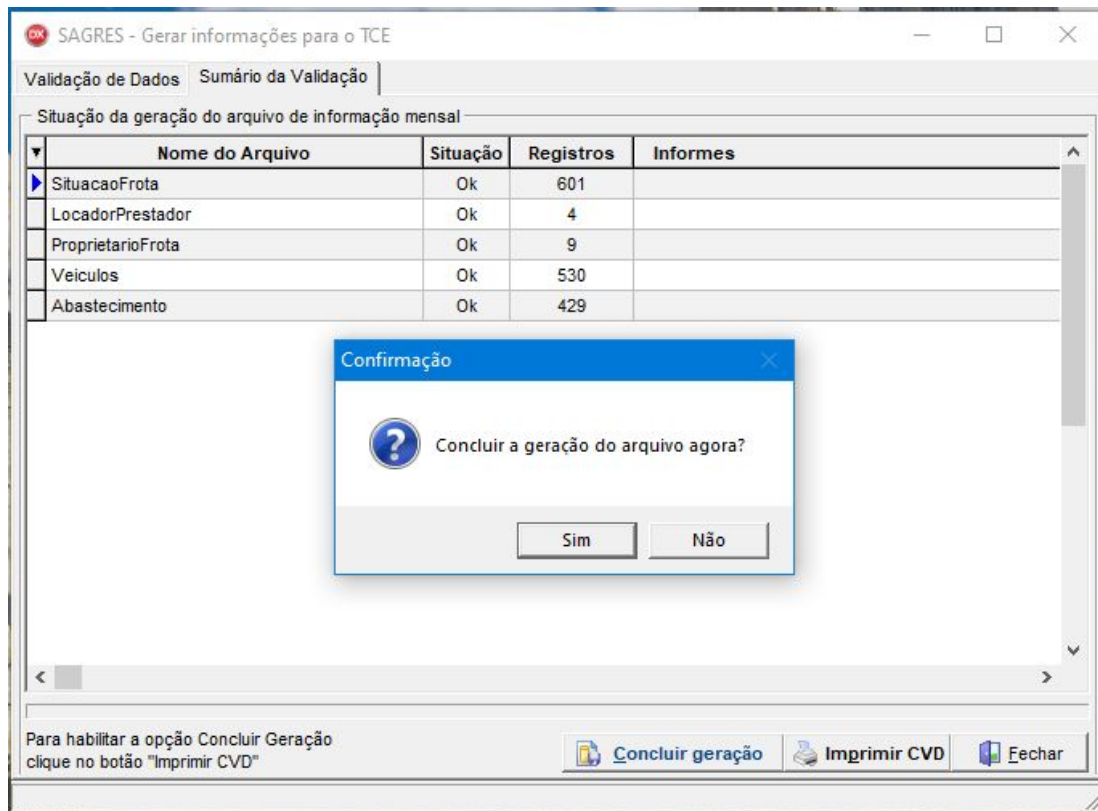 SAGRES - Gerar informações para o TCE
Validação de Dados Sumário da Validação
Situação da geração do arquivo de informação mensal
Nome do Arquivo Situação Registros Informes
SituacaoFrota Ok 601
LocadorPrestador Ok 4
ProprietarioFrota Ok 9
Veiculos Ok 530
Abastecimento Ok 429
Confirmação
Concluir a geração do arquivo agora?
Sim Não
Para habilitar a opção Concluir Geração
clique no botão "Imprimir CVD"
Concluir geração Imprimir CVD Fechar